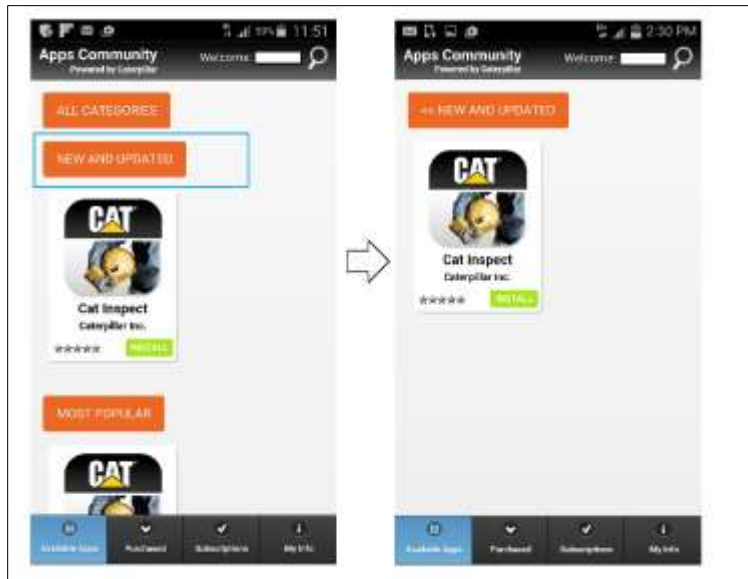 59% 11:51
Apps Community
Powered by Caterpillar
Welcome
ALL CATEGORIES
NEW AND UPDATED
CAT
Cat Inspect
Caterpillar Inc.
INSTALL
MOST POPULAR
CAT
Available Apps
Purchased
Subscriptions
My Info
2:30 PM
Apps Community
Powered by Caterpillar
Welcome
<< NEW AND UPDATED
CAT
Cat Inspect
Caterpillar Inc.
INSTALL
Available Apps
Purchased
Subscriptions
My Info